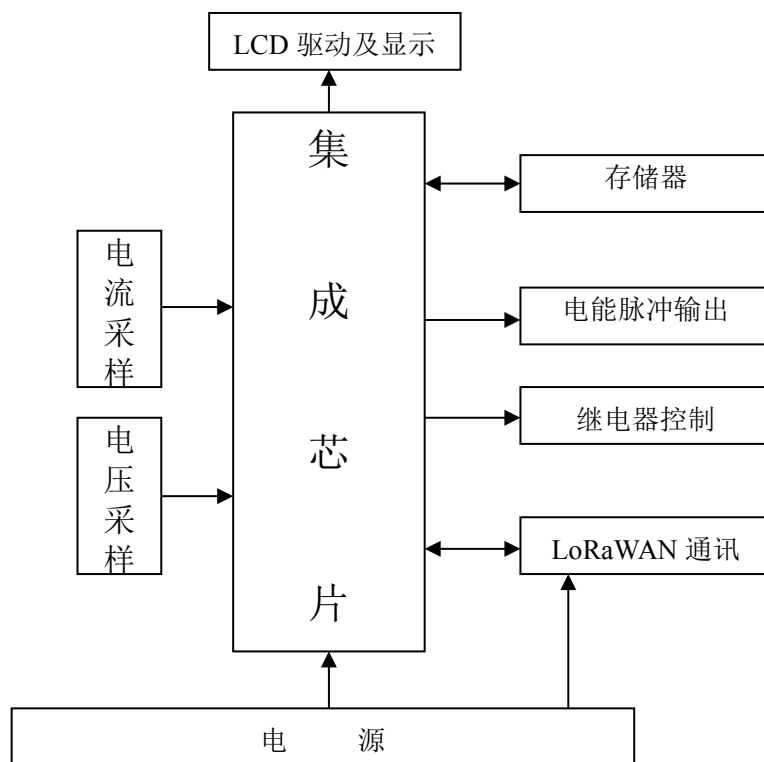 LCD 驱动及显示
集成芯片
存储器
电流采样
电能脉冲输出
继电器控制
电压采样
LoRaWAN 通讯
电 源